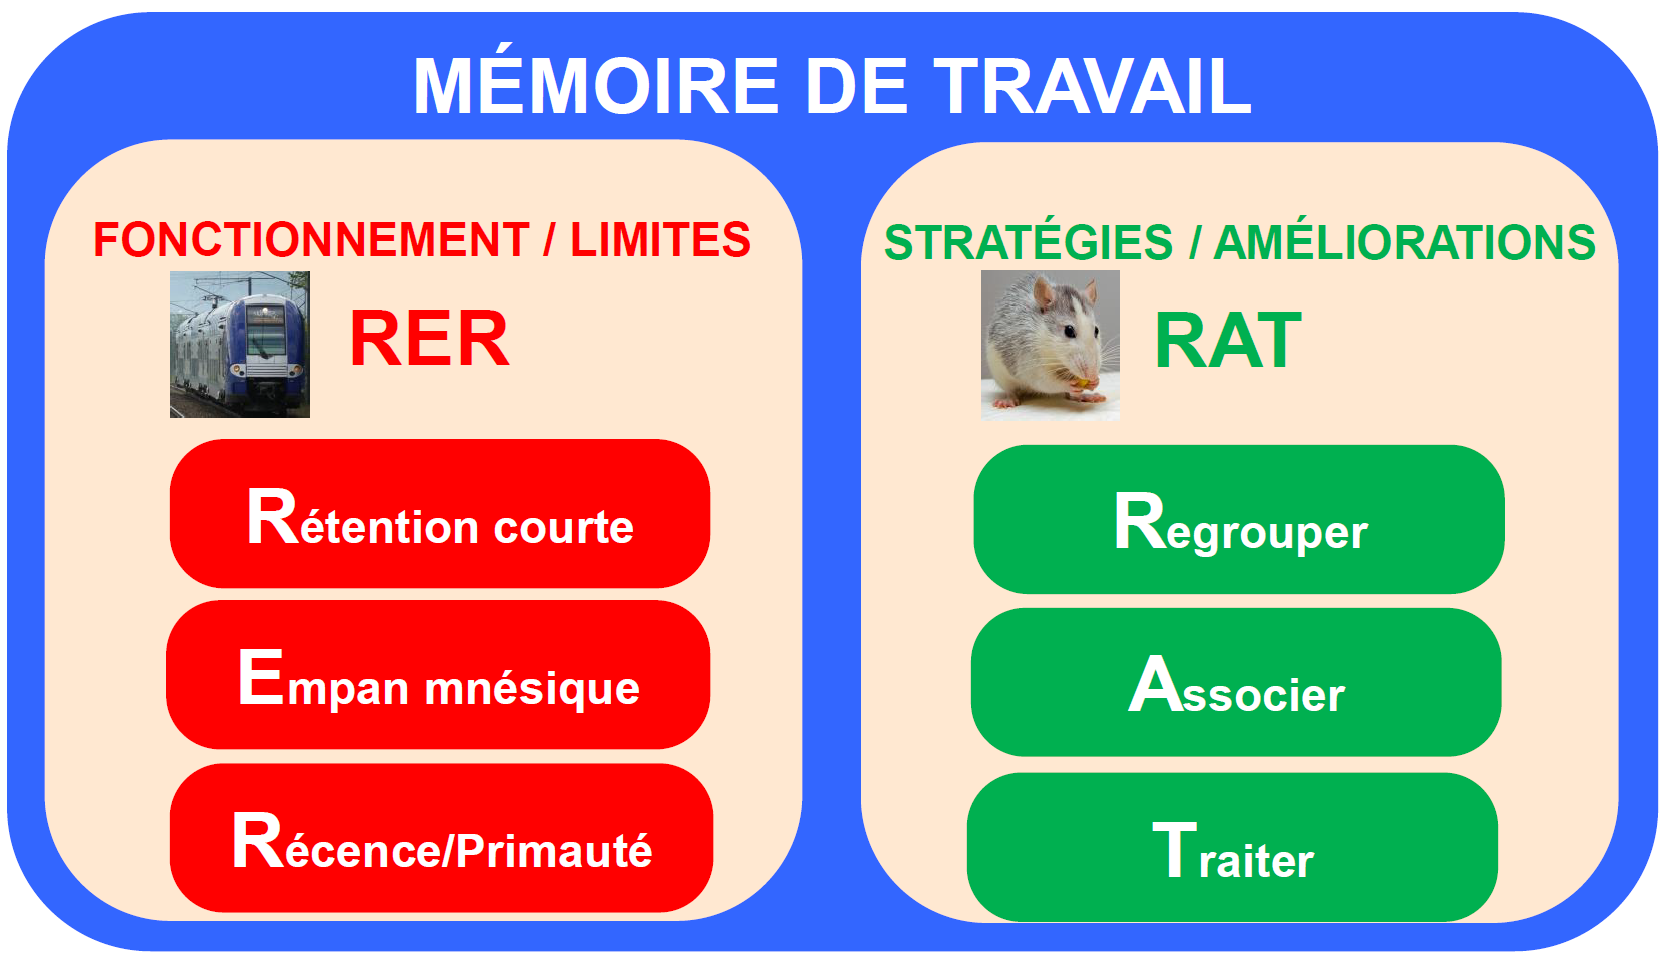 MÉMOIRE DE TRAVAIL
FONCTIONNEMENT / LIMITES
RER
Rétention courte
Empan mnésique
Récence/Primauté
STRATÉGIES / AMÉLIORATIONS
RAT
Regrouper
Associer
Traiter